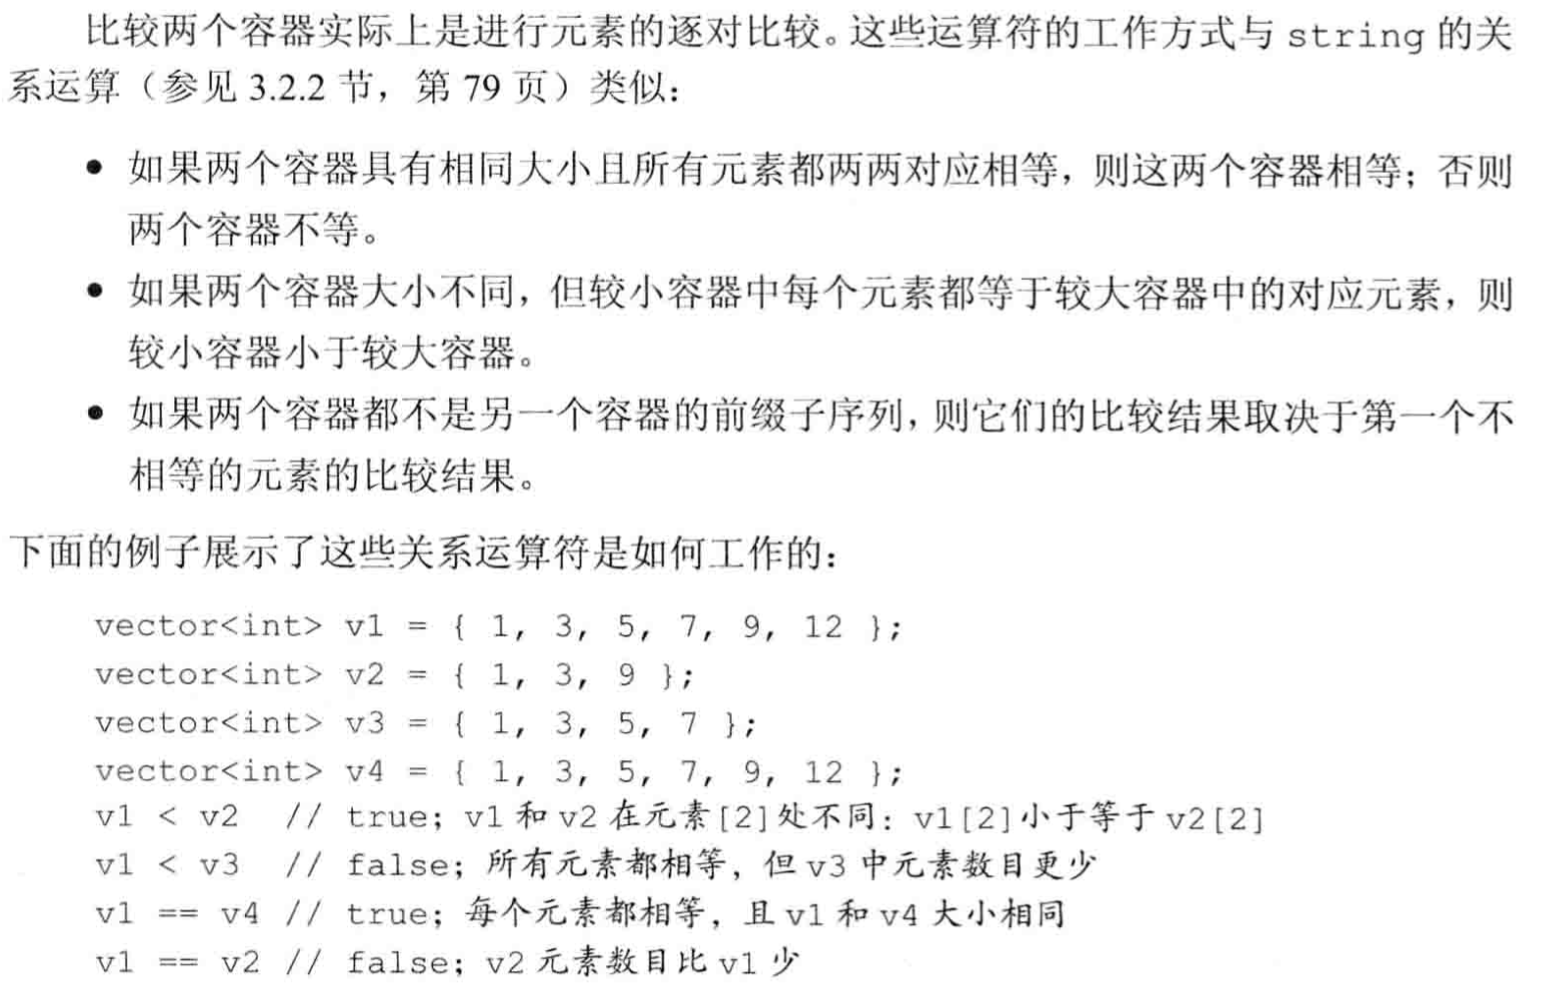 比较两个容器实际上是进行元素的逐对比较。这些运算符的工作方式与 string 的关
系运算（参见 3.2.2 节，第 79 页）类似：
• 如果两个容器具有相同大小且所有元素都两两对应相等，则这两个容器相等；否则
两个容器不等。
• 如果两个容器大小不同，但较小容器中每个元素都等于较大容器中的对应元素，则
较小容器小于较大容器。
• 如果两个容器都不是另一个容器的前缀子序列，则它们的比较结果取决于第一个不
相等的元素的比较结果。
下面的例子展示了这些关系运算符是如何工作的：
vector<int> v1 = { 1, 3, 5, 7, 9, 12 };
vector<int> v2 = { 1, 3, 9 };
vector<int> v3 = { 1, 3, 5, 7 };
vector<int> v4 = { 1, 3, 5, 7, 9, 12 };
v1 < v2 // true; v1 和 v2 在元素[2]处不同: v1[2]小于等于 v2[2]
v1 < v3 // false; 所有元素都相等，但 v3 中元素数目更少
v1 == v4 // true; 每个元素都相等，且 v1 和 v4 大小相同
v1 == v2 // false; v2 元素数目比 v1 少